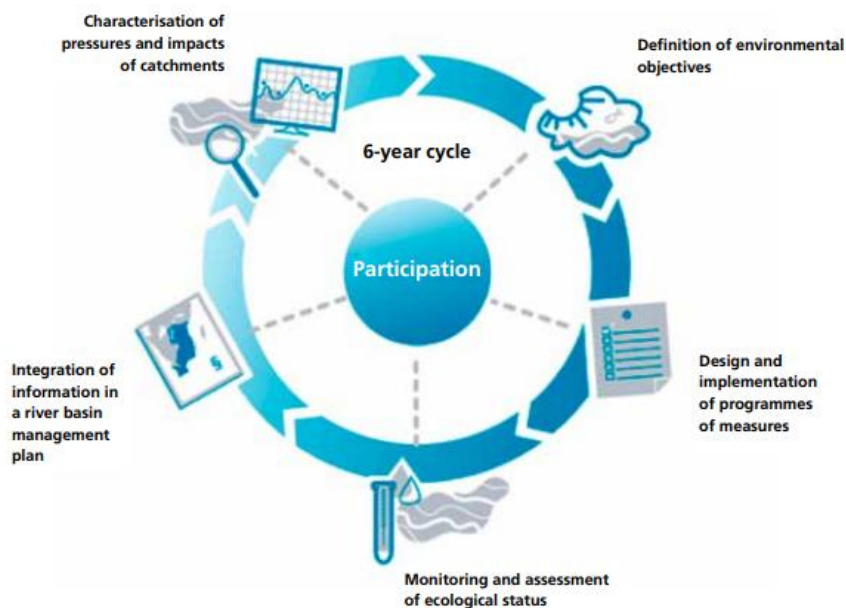 Characterisation of
pressures and impacts
of catchments
Definition of environmental
objectives
6-year cycle
Participation
Integration of
information in
a river basin
management
plan
Design and
implementation
of programmes
of measures
Monitoring and assessment
of ecological status